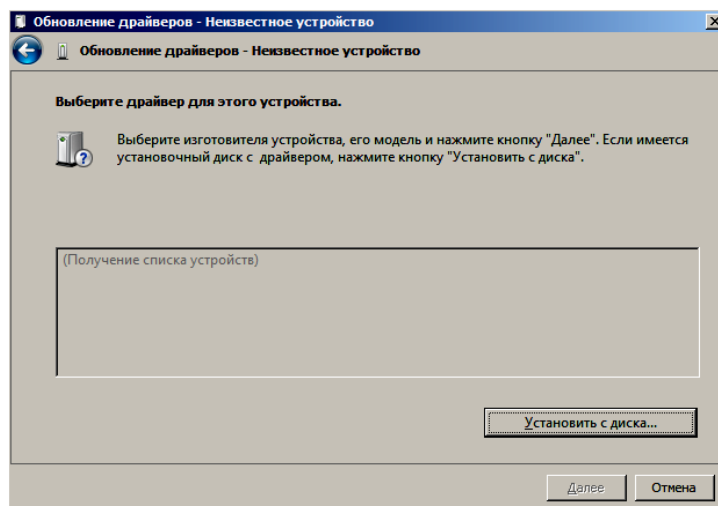 Обновление драйверов - Неизвестное устройство
Обновление драйверов - Неизвестное устройство
Выберите драйвер для этого устройства.
Выберите изготовителя устройства, его модель и нажмите кнопку "Далее". Если имеется
установочный диск с драйвером, нажмите кнопку "Установить с диска".
(Получение списка устройств)
Установить с диска...
Далее Отмена